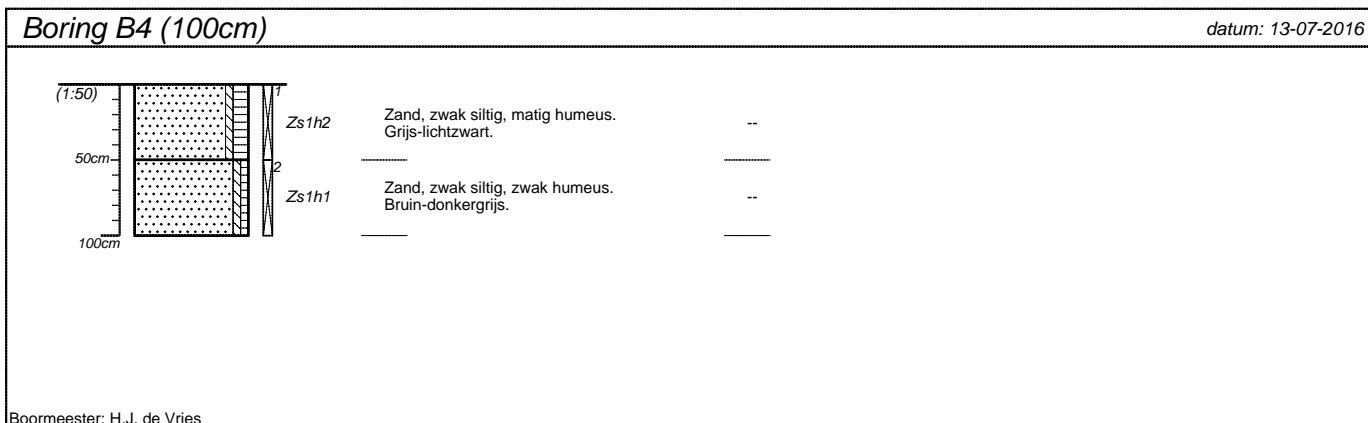 Boring B4 (100cm)
datum: 13-07-2016
(1:50)
1
Zs1h2
Zand, zwak siltig, matig humeus.
Grijs-lichtzwart.
--
50cm
2
Zs1h1
Zand, zwak siltig, zwak humeus.
Bruin-donkergrijs.
--
100cm
Boormeester: H.J. de Vries